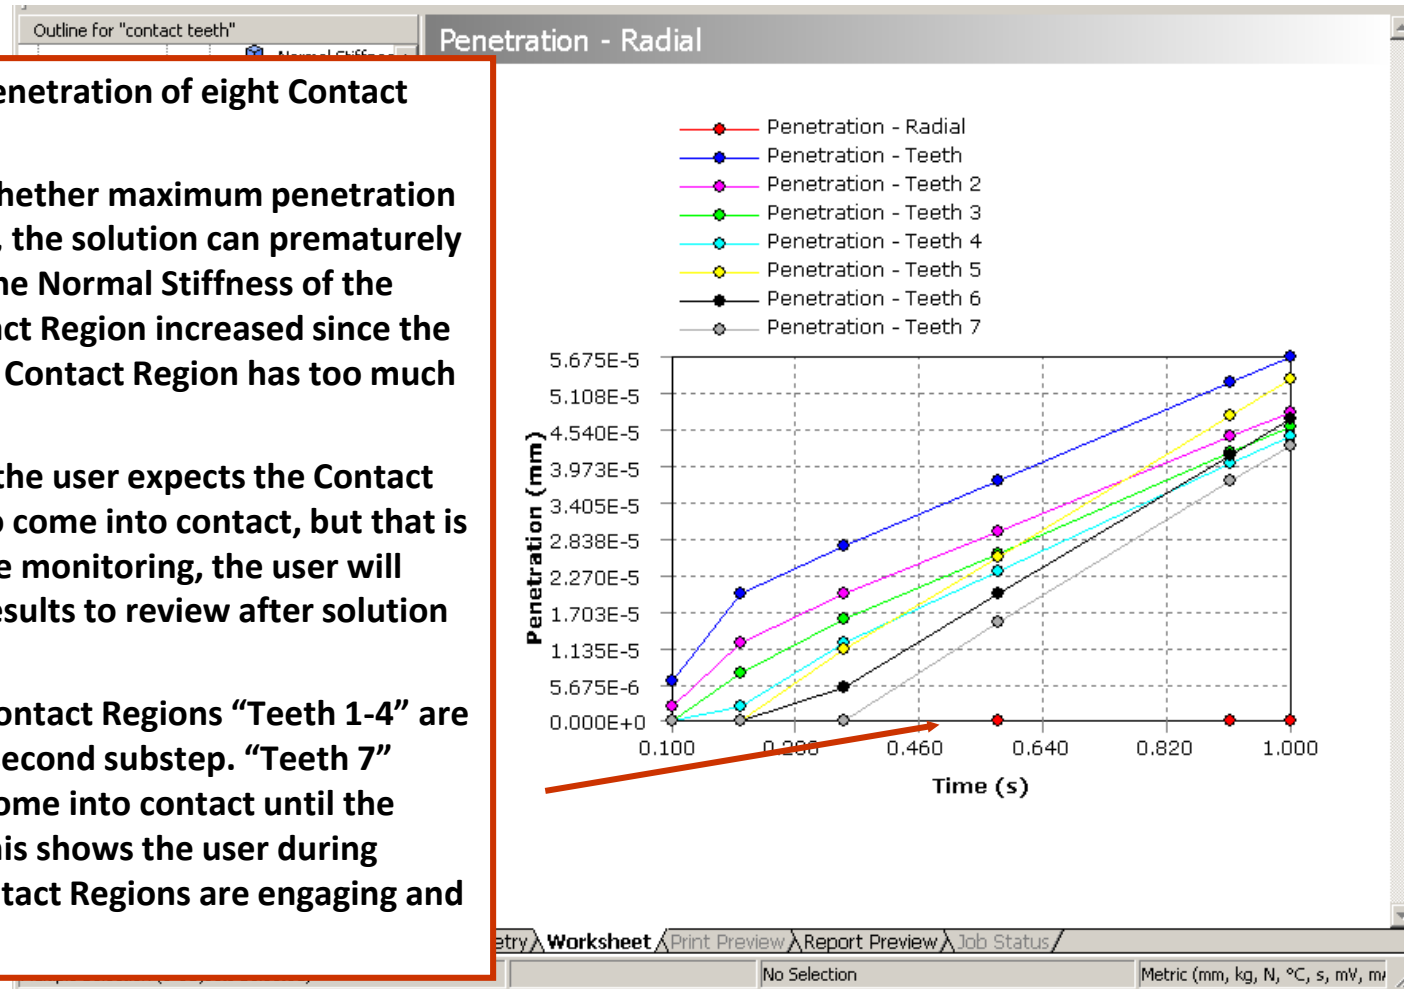 Outline for "contact teeth"
Penetration - Radial
enetration of eight Contact
hether maximum penetration
, the solution can prematurely
he Normal Stiffness of the
act Region increased since the
Contact Region has too much
the user expects the Contact
o come into contact, but that is
e monitoring, the user will
esults to review after solution
ontact Regions “Teeth 1-4” are
second substep. “Teeth 7”
ome into contact until the
his shows the user during
ntact Regions are engaging and
Penetration - Radial
Penetration - Teeth
Penetration - Teeth 2
Penetration - Teeth 3
Penetration - Teeth 4
Penetration - Teeth 5
Penetration - Teeth 6
Penetration - Teeth 7
5.675E-5
5.108E-5
4.540E-5
3.973E-5
3.405E-5
2.838E-5
2.270E-5
1.703E-5
1.135E-5
5.675E-6
0.000E+0
Penetration (mm)
0.100 0.280 0.460 0.640 0.820 1.000
Time (s)
etry Worksheet Print Preview Report Preview Job Status
No Selection
Metric (mm, kg, N, °C, s, mV, m